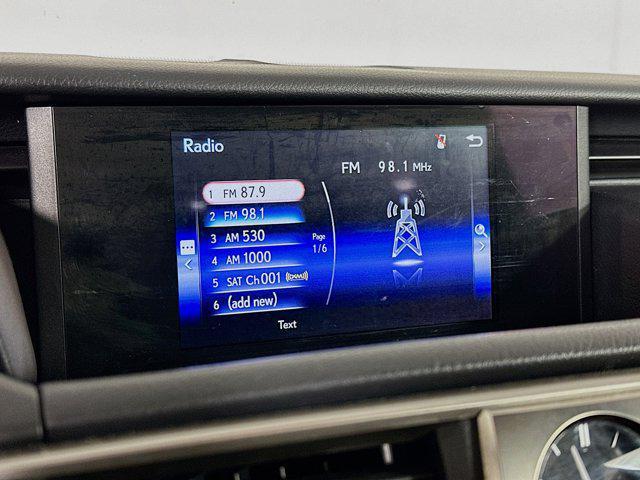 Radio
FM 98.1 MHz
1 FM 87.9
2 FM 98.1
3 AM 530
4 AM 1000
5 SAT Ch001 ((SXM))
6 (add new)
Page
1/6
Text